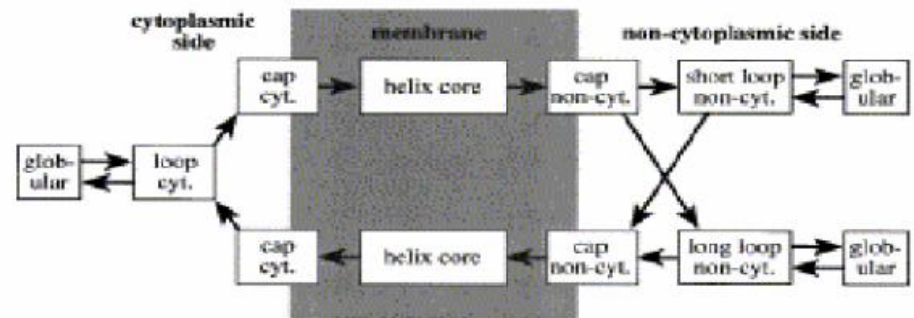 cytoplasmic
side
membrane
non-cytoplasmic side
cap
cyt.
helix core
cap
non-cyt.
short loop
non-cyt.
glob-
ular
glob-
ular
loop
cyt.
cap
cyt.
helix core
cap
non-cyt.
long loop
non-cyt.
glob-
ular